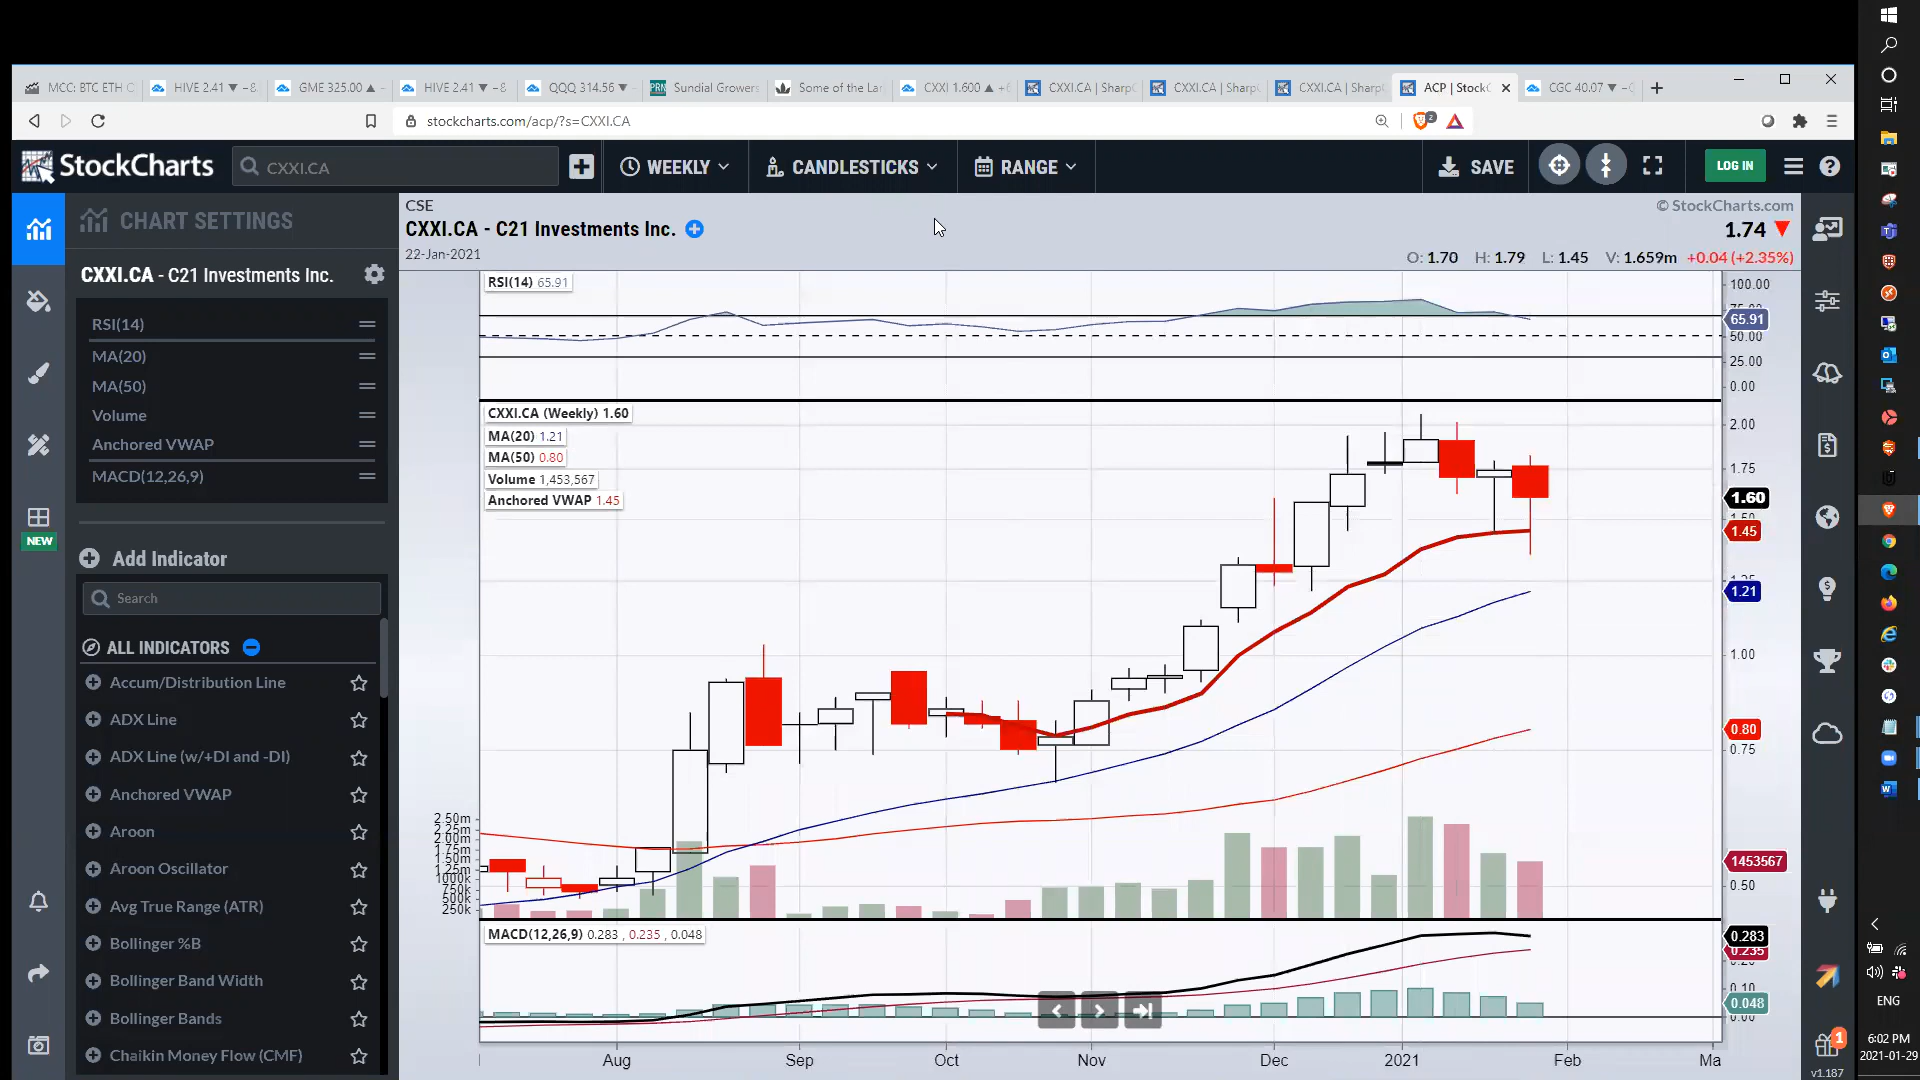 MCC: BTC ETH C
HIVE 2.41 ▼ −8
GME 325.00 ▲ −
HIVE 2.41 ▼ −8
QQQ 314.56 ▼ −
PRN Sundial Growers
Some of the Lar
CXXI 1.600 ▲ +6
CXXI.CA | Sharp
CXXI.CA | Sharp
CXXI.CA | Sharp
ACP | StockC
CGC 40.07 ▼
stockcharts.com/acp/?s=CXXI.CA
2
StockCharts
CXXI.CA
WEEKLY
CANDLESTICKS
RANGE
SAVE
LOG IN
CHART SETTINGS
CXXI.CA - C21 Investments Inc.
RSI(14)
MA(20)
MA(50)
Volume
Anchored VWAP
MACD(12,26,9)
NEW
Add Indicator
Search
ALL INDICATORS
Accum/Distribution Line
ADX Line
ADX Line (w/+DI and -DI)
Anchored VWAP
Aroon
Aroon Oscillator
Avg True Range (ATR)
Bollinger %B
Bollinger Band Width
Bollinger Bands
Chaikin Money Flow (CMF)
CSE
© StockCharts.com
CXXI.CA - C21 Investments Inc.
1.74 ▼
22-Jan-2021
O: 1.70 H: 1.79 L: 1.45 V: 1.659m +0.04 (+2.35%)
RSI(14) 65.91
100.00
65.91
50.00
25.00
0.00
CXXI.CA (Weekly) 1.60
MA(20) 1.21
MA(50) 0.80
Volume 1,453,567
Anchored VWAP 1.45
2.00
1.75
1.60
1.45
1.21
1.00
0.80
0.75
1453567
0.50
2.50m
2.25m
2.00m
1.75m
1.50m
1.25m
1000k
750k
500k
250k
MACD(12,26,9) 0.283 , 0.235 , 0.048
0.283
0.235
0.10
0.048
0.00
Aug
Sep
Oct
Nov
Dec
2021
Feb
Ma
1
v1.187
ENG
6:02 PM
2021-01-29